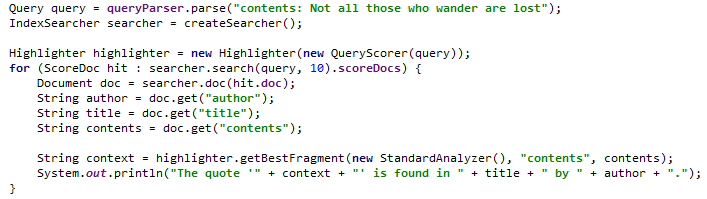 Query query = queryParser.parse("contents: Not all those who wander are lost");
IndexSearcher searcher = createSearcher();

Highlighter highlighter = new Highlighter(new QueryScorer(query));
for (ScoreDoc hit : searcher.search(query, 10).scoreDocs) {
    Document doc = searcher.doc(hit.doc);
    String author = doc.get("author");
    String title = doc.get("title");
    String contents = doc.get("contents");

    String context = highlighter.getBestFragment(new StandardAnalyzer(), "contents", contents);
    System.out.println("The quote '" + context + "' is found in " + title + " by " + author + ".");
}